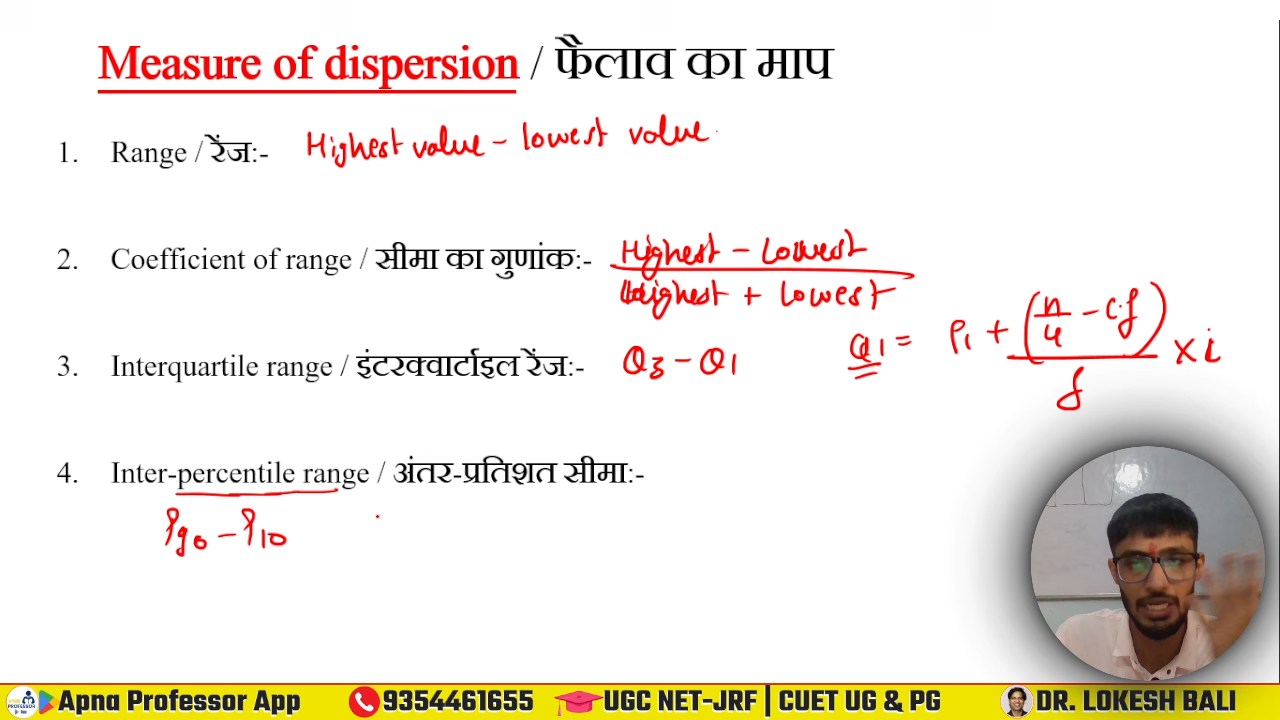 Measure of dispersion / फैलाव का माप
1. Range / रेंज:- Highest value - lowest value
2. Coefficient of range / सीमा का गुणांक:- Highest - Lowest
highest + lowest
Q1 = P1 + (n/4 - c.f) / f × i
3. Interquartile range / इंटरक्वार्टाइल रेंज:- Q3 - Q1
4. Inter-percentile range / अंतर-प्रतिशत सीमा:-
P90 - P10
Apna Professor App 9354461655 UGC NET-JRF | CUET UG & PG DR. LOKESH BALI